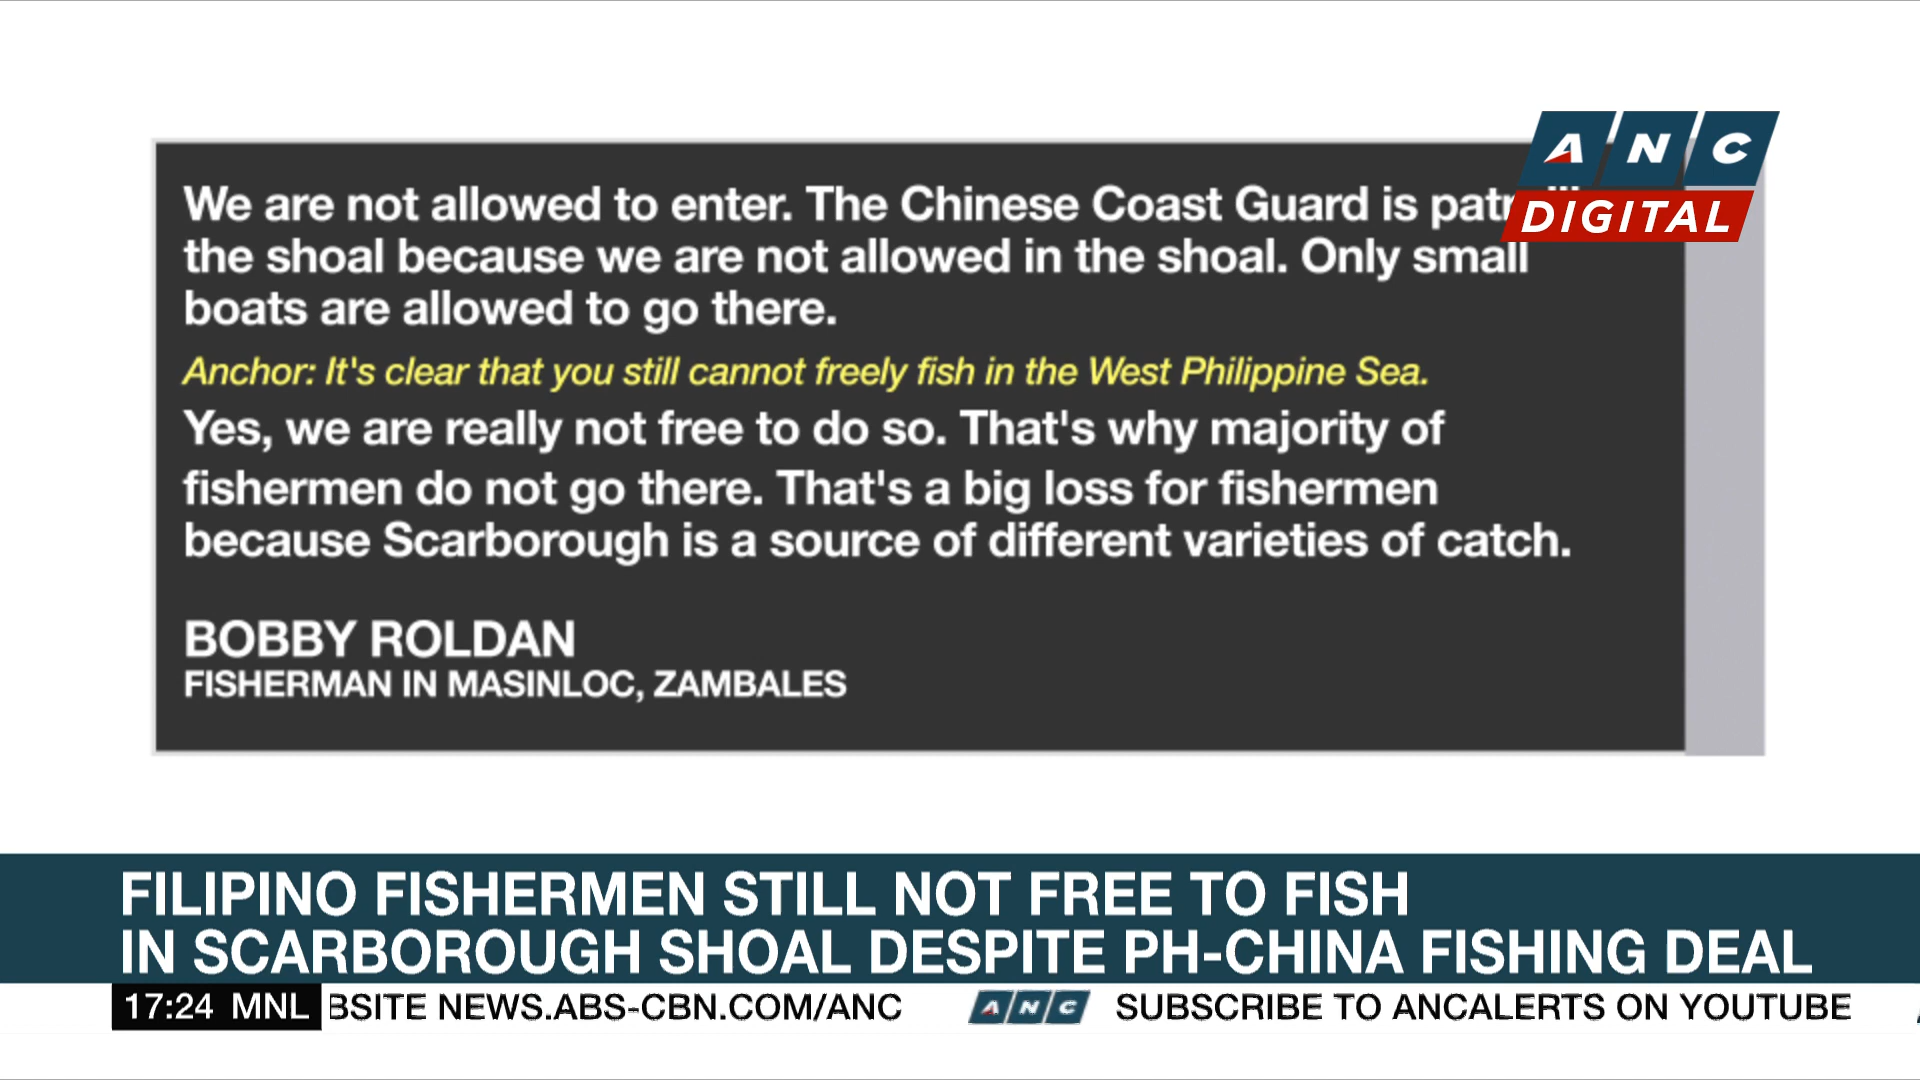 ANC
DIGITAL
We are not allowed to enter. The Chinese Coast Guard is
the shoal because we are not allowed in the shoal. Only small
boats are allowed to go there.
Anchor: It's clear that you still cannot freely fish in the West Philippine Sea.
Yes, we are really not free to do so. That's why majority of
fishermen do not go there. That's a big loss for fishermen
because Scarborough is a source of different varieties of catch.
BOBBY ROLDAN
FISHERMAN IN MASINLOC, ZAMBALES
FILIPINO FISHERMEN STILL NOT FREE TO FISH
IN SCARBOROUGH SHOAL DESPITE PH-CHINA FISHING DEAL
17:24 MNL BSITE NEWS.ABS-CBN.COM/ANC ANC SUBSCRIBE TO ANCALERTS ON YOUTUBE